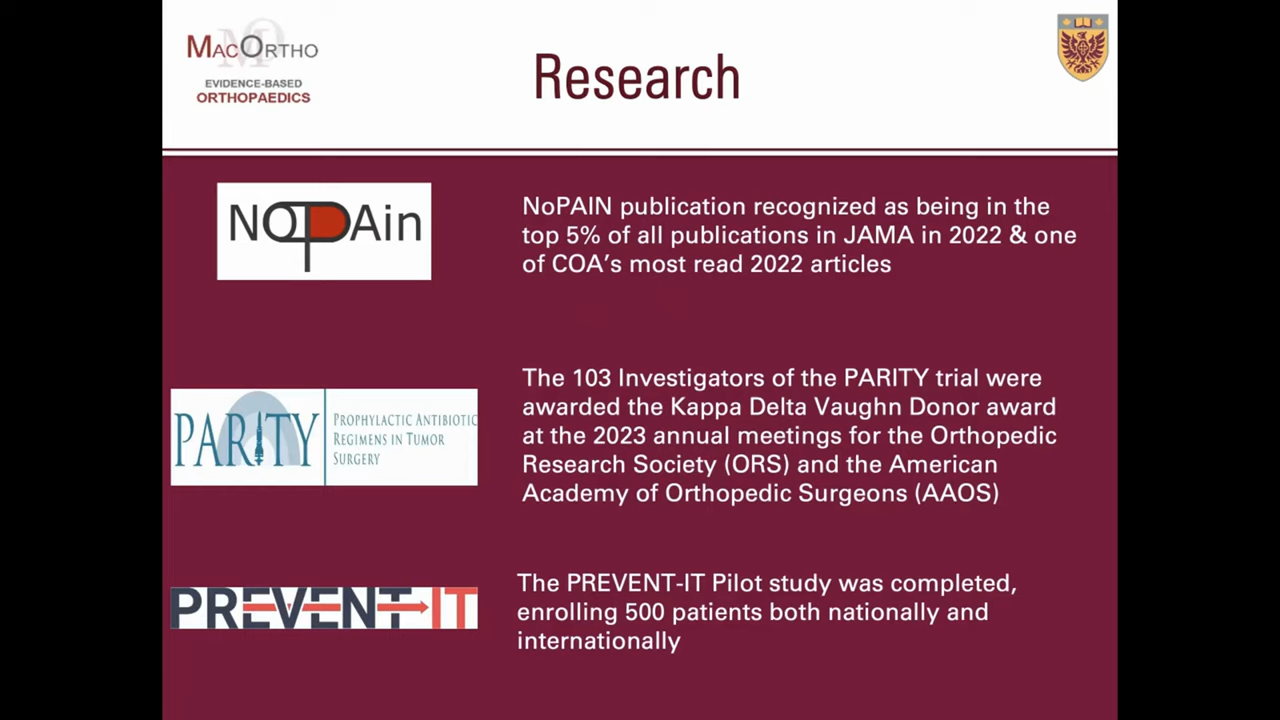 MACORTHO
EVIDENCE-BASED
ORTHOPAEDICS
Research
NOPAin
NoPAIN publication recognized as being in the
top 5% of all publications in JAMA in 2022 & one
of COA's most read 2022 articles
PARITY
PROPHYLACTIC ANTIBIOTIC
REGIMENS IN TUMOR
SURGERY
The 103 Investigators of the PARITY trial were
awarded the Kappa Delta Vaughn Donor award
at the 2023 annual meetings for the Orthopedic
Research Society (ORS) and the American
Academy of Orthopedic Surgeons (AAOS)
PREVENT-IT
The PREVENT-IT Pilot study was completed,
enrolling 500 patients both nationally and
internationally